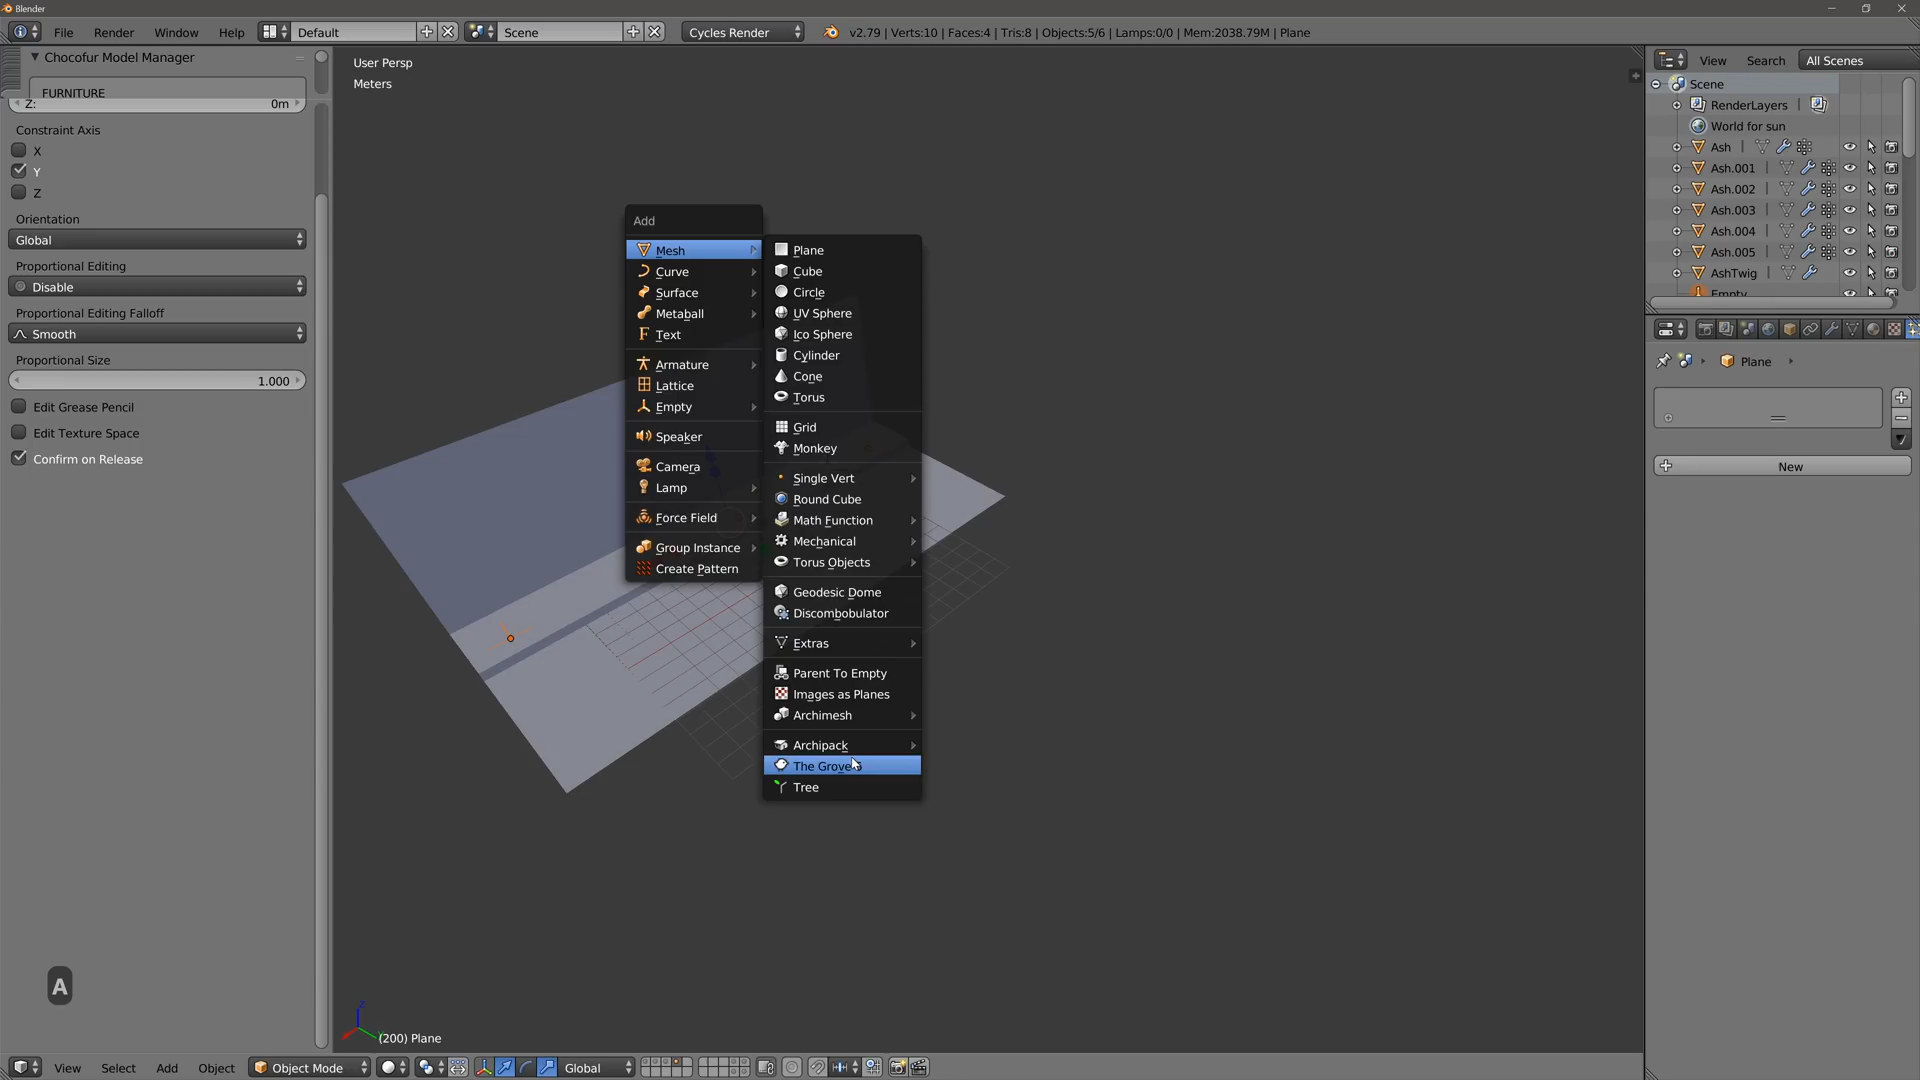 Blender
File Render Window Help Default Scene Cycles Render v2.79 | Verts:10 | Faces:4 | Tris:8 | Objects:5/6 | Lamps:0/0 | Mem:2038.79M | Plane
Chocofur Model Manager
FURNITURE
Z: 0m
Constraint Axis
X
Y
Z
Orientation
Global
Proportional Editing
Disable
Proportional Editing Falloff
Smooth
Proportional Size
1.000
Edit Grease Pencil
Edit Texture Space
Confirm on Release
A
User Persp
Meters
Add
Mesh
Curve
Surface
Metaball
Text
Armature
Lattice
Empty
Speaker
Camera
Lamp
Force Field
Group Instance
Create Pattern
Plane
Cube
Circle
UV Sphere
Ico Sphere
Cylinder
Cone
Torus
Grid
Monkey
Single Vert
Round Cube
Math Function
Mechanical
Torus Objects
Geodesic Dome
Discombobulator
Extras
Parent To Empty
Images as Planes
Archimesh
Archipack
The Grove
Tree
(200) Plane
View Select Add Object Object Mode Global
View Search All Scenes
Scene
RenderLayers
World for sun
Ash
Ash.001
Ash.002
Ash.003
Ash.004
Ash.005
AshTwig
Empty
Plane
New